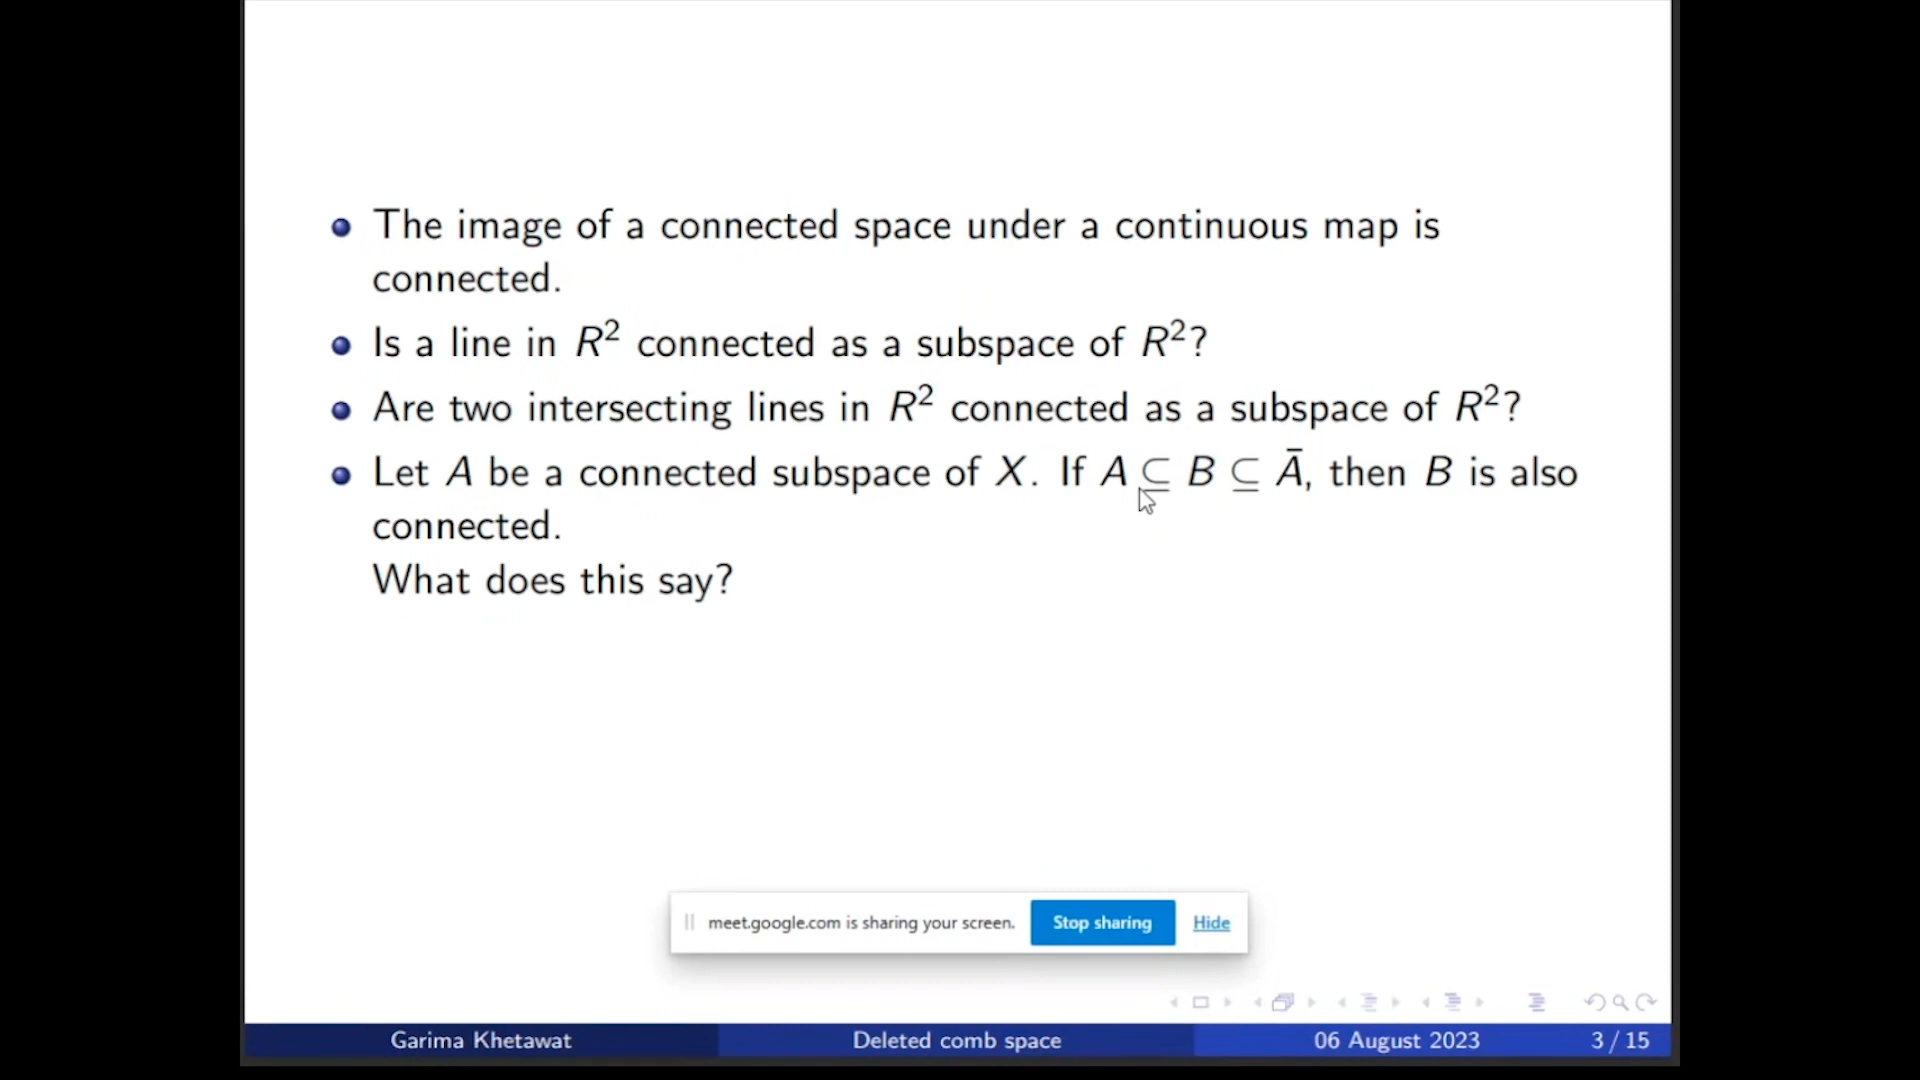 The image of a connected space under a continuous map is
connected.
Is a line in R² connected as a subspace of R²?
Are two intersecting lines in R² connected as a subspace of R²?
Let A be a connected subspace of X. If A ⊆ B ⊆ Ā, then B is also
connected.
What does this say?
meet.google.com is sharing your screen. Stop sharing Hide
Garima Khetawat Deleted comb space 06 August 2023 3 / 15